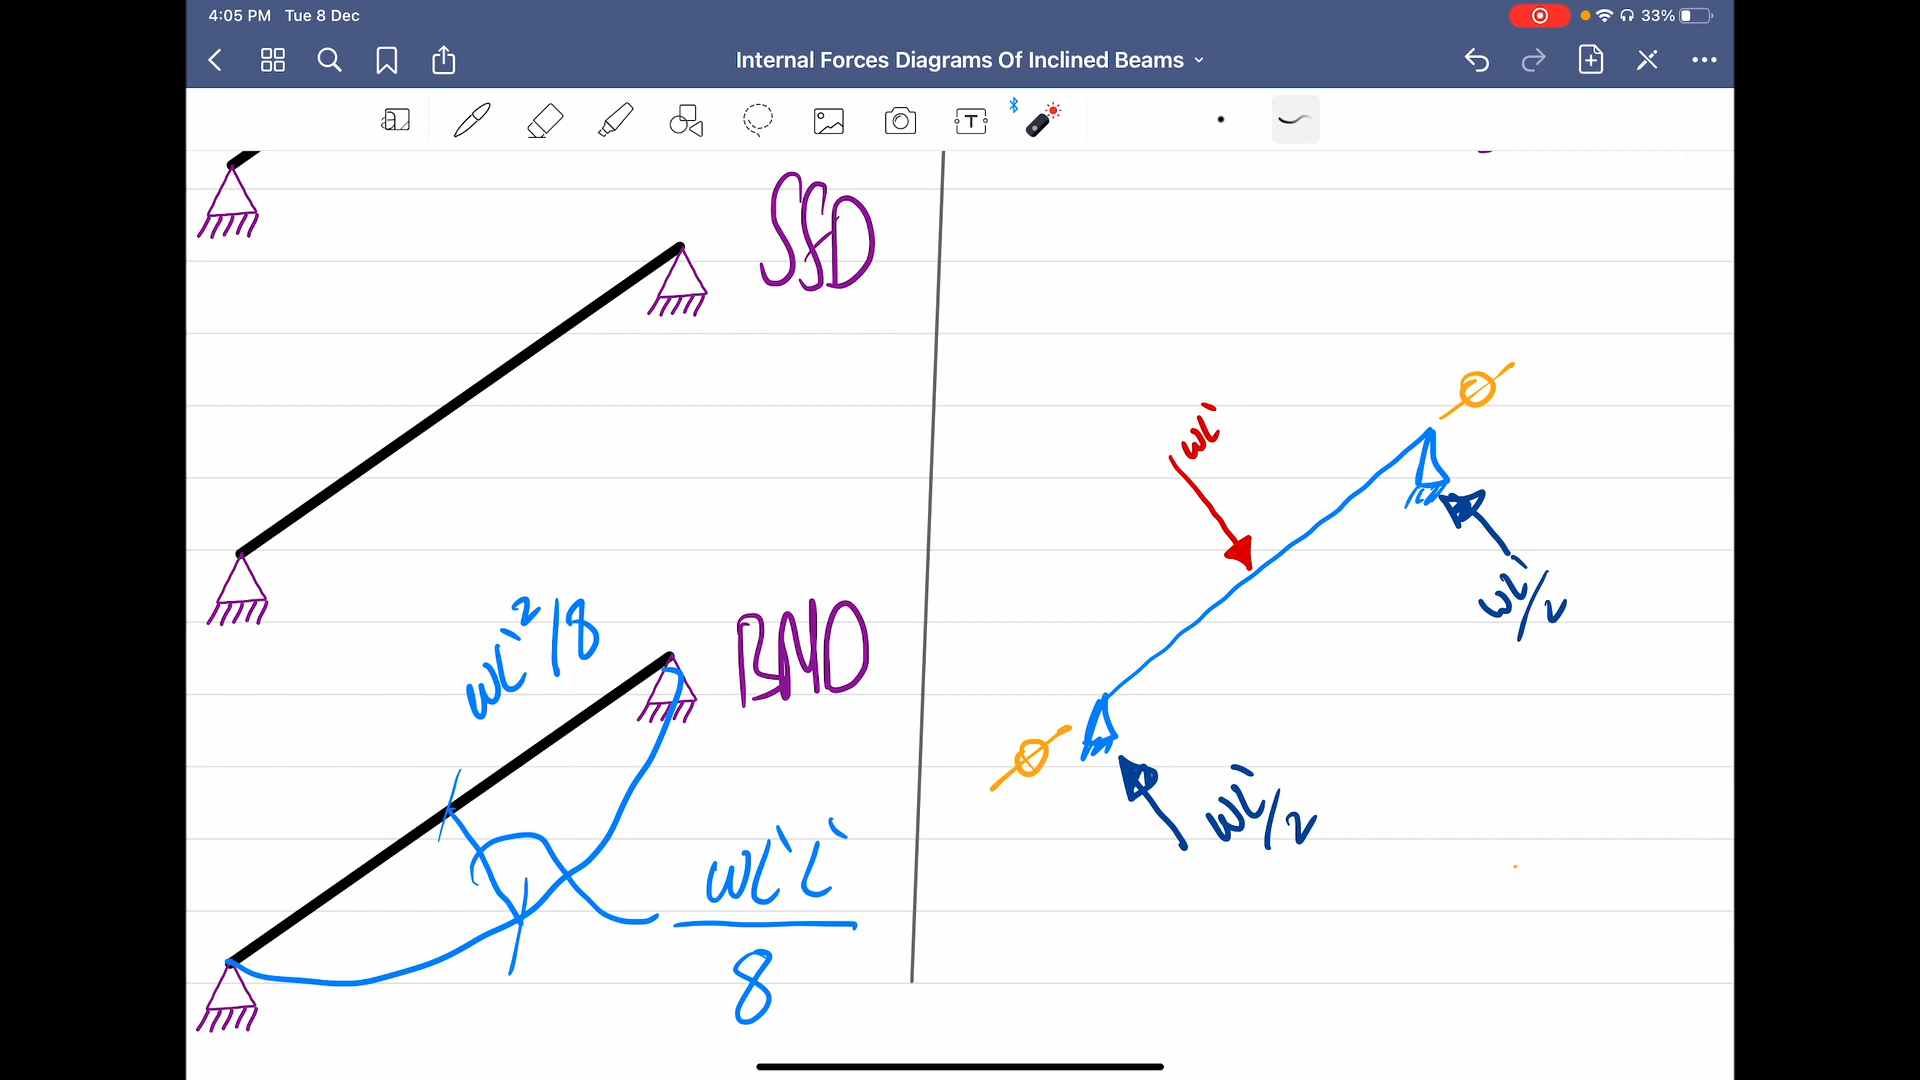 4:05 PM Tue 8 Dec
33%
Internal Forces Diagrams Of Inclined Beams
T
SFD
wL'
wL'/2
wL'²/8
BMD
wL'/2
wL'L'
8